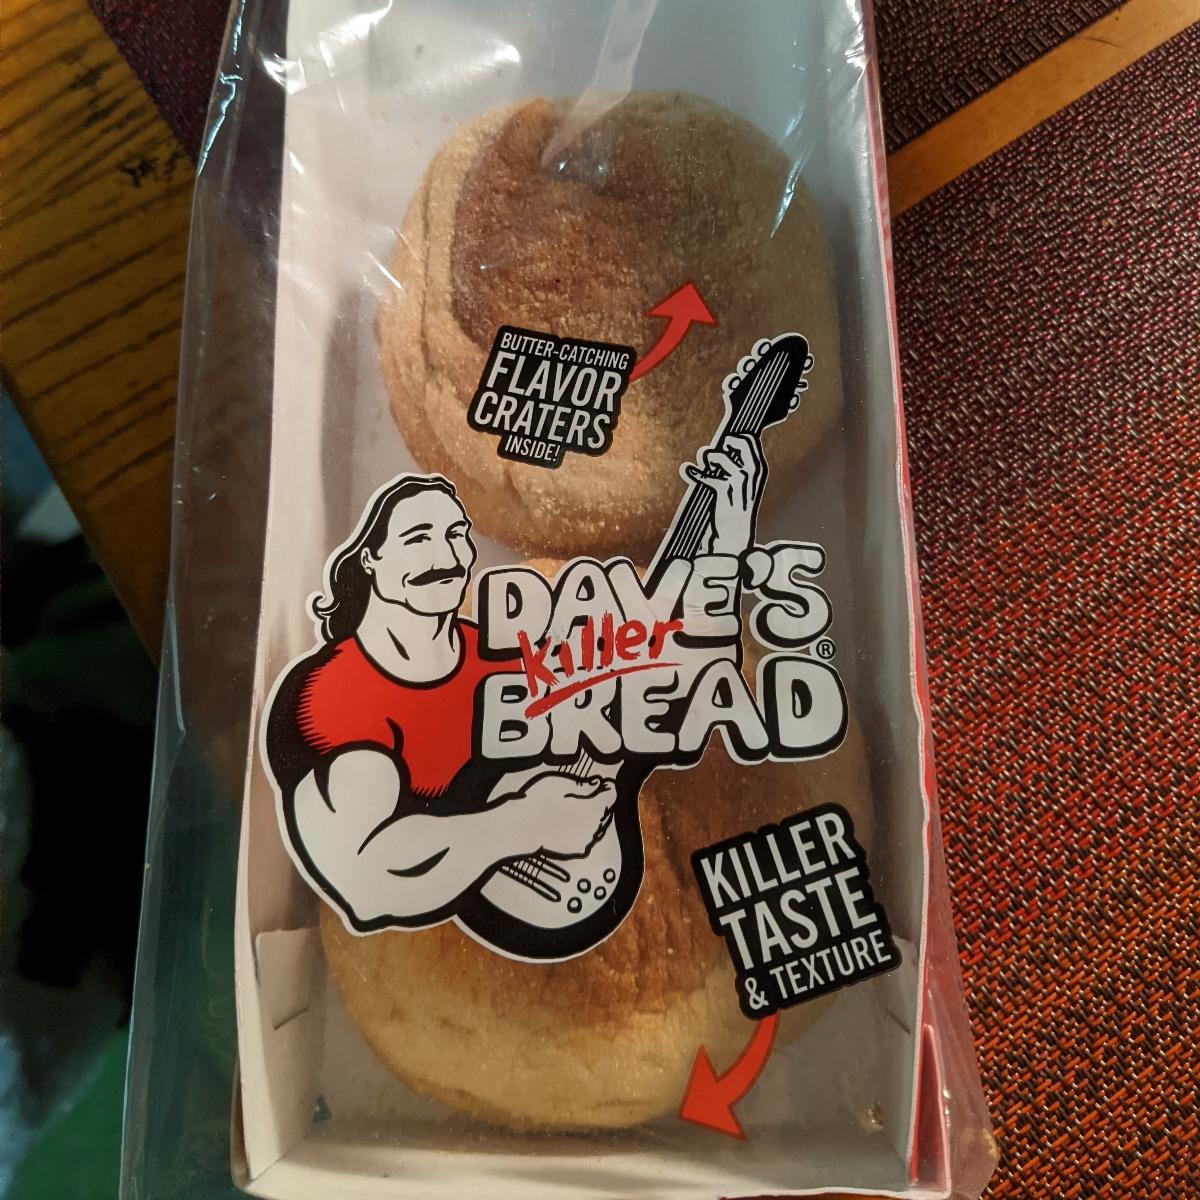 BUTTER-CATCHING
FLAVOR
CRATERS
INSIDE!
DAVE'S
Killer
BREAD®
KILLER
TASTE
& TEXTURE